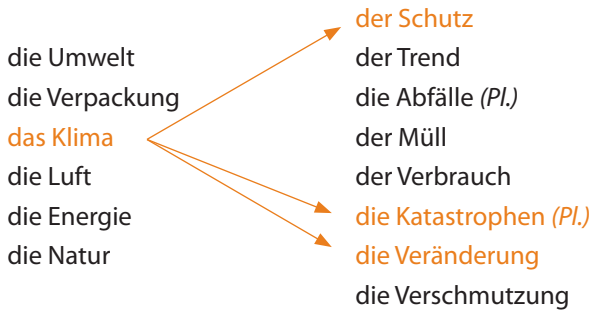 der Schutz
die Umwelt der Trend
die Verpackung die Abfälle (Pl.)
das Klima der Müll
die Luft der Verbrauch
die Energie die Katastrophen (Pl.)
die Natur die Veränderung
die Verschmutzung